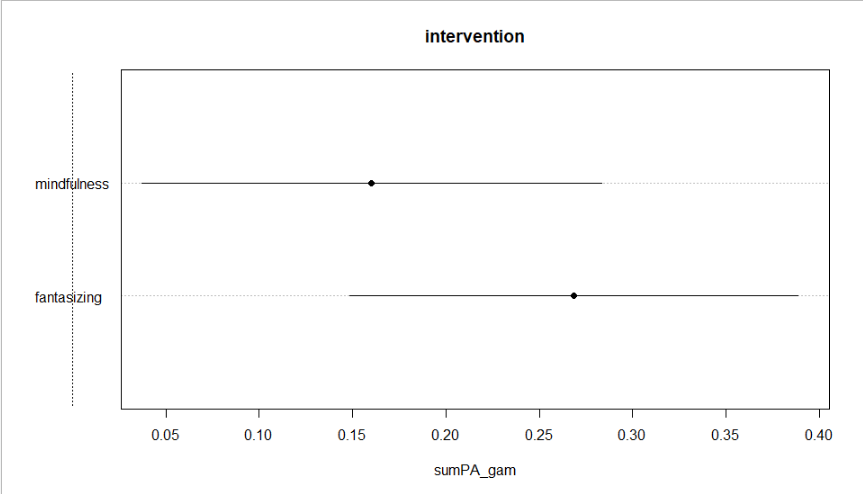 intervention
mindfulness
fantasizing
0.05 0.10 0.15 0.20 0.25 0.30 0.35 0.40
sumPA_gam